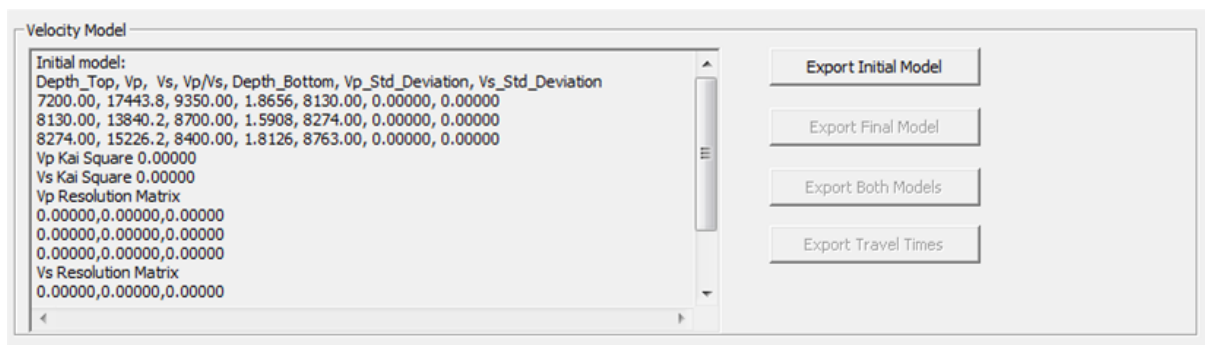 Velocity Model
Initial model:
Depth_Top, Vp,  Vs, Vp/Vs, Depth_Bottom, Vp_Std_Deviation, Vs_Std_Deviation
7200.00, 17443.8, 9350.00, 1.8656, 8130.00, 0.00000, 0.00000
8130.00, 13840.2, 8700.00, 1.5908, 8274.00, 0.00000, 0.00000
8274.00, 15226.2, 8400.00, 1.8126, 8763.00, 0.00000, 0.00000
Vp Kai Square 0.00000
Vs Kai Square 0.00000
Vp Resolution Matrix
0.00000,0.00000,0.00000
0.00000,0.00000,0.00000
0.00000,0.00000,0.00000
Vs Resolution Matrix
0.00000,0.00000,0.00000
Export Initial Model
Export Final Model
Export Both Models
Export Travel Times